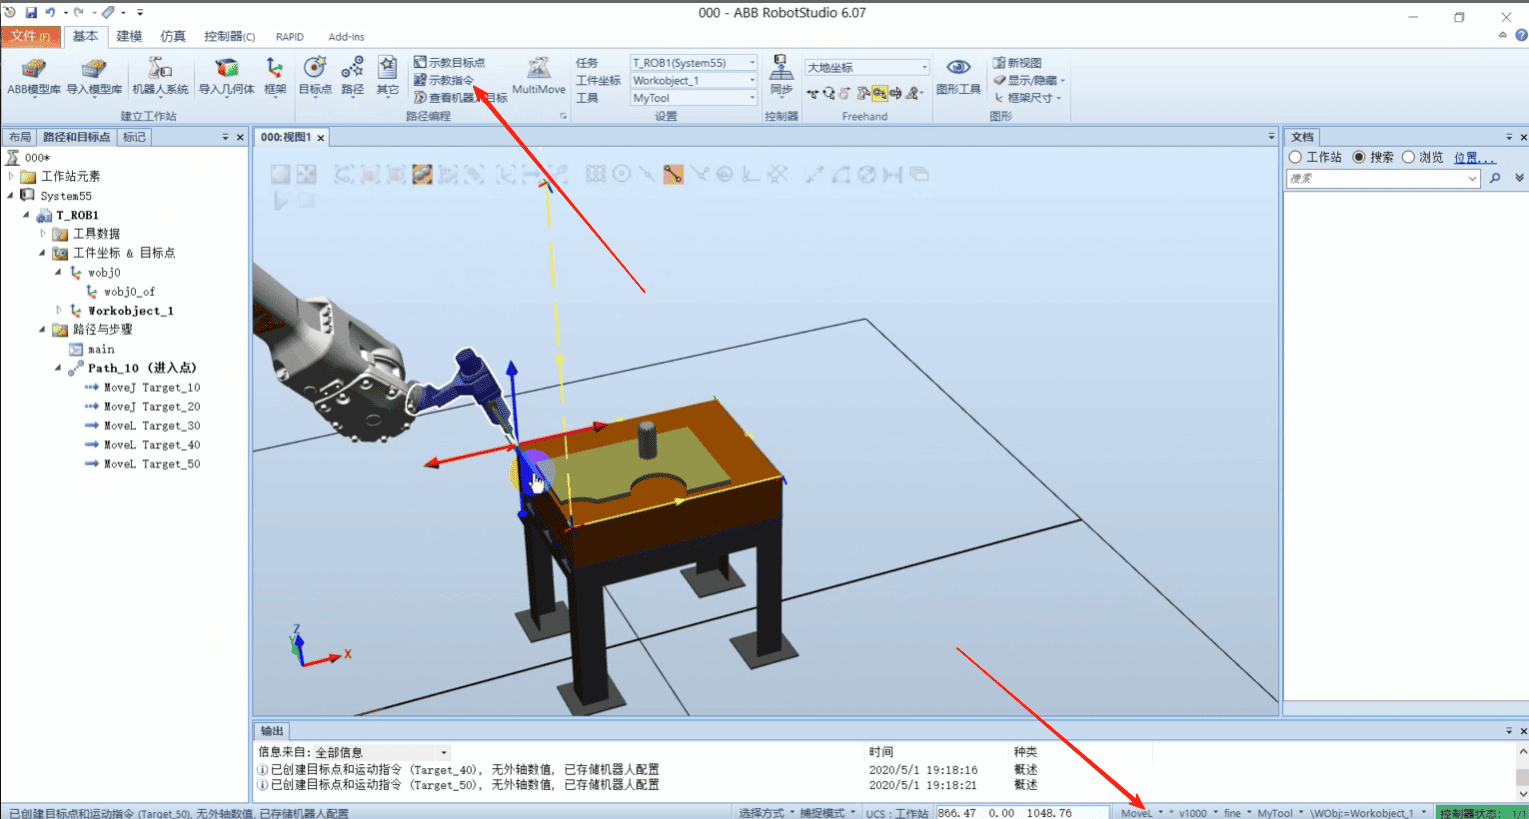 000 - ABB RobotStudio 6.07
文件(F) 基本 建模 仿真 控制器(C) RAPID Add-Ins
ABB模型库 导入模型库 机器人系统 导入几何体 框架 目标点 路径 其它
示教目标点
示教指令
查看机器人目标
MultiMove
任务 T_ROB1(System55)
工件坐标 Workobject_1
工具 MyTool
同步
大地坐标
图形工具
新视图
显示/隐藏
框架尺寸
建立工作站 路径编程 设置 控制器 Freehand 图形
布局 路径和目标点 标记
000:视图1
文档
000*
工作站元素
System55
T_ROB1
工具数据
工件坐标 & 目标点
wobj0
wobj0_of
Workobject_1
路径与步骤
main
Path_10 (进入点)
MoveJ Target_10
MoveJ Target_20
MoveL Target_30
MoveL Target_40
MoveL Target_50
Z
Y
X
工作站 搜索 浏览 位置...
搜索
输出
信息来自: 全部信息 时间 种类
已创建目标点和运动指令 (Target_40), 无外轴数值, 已存储机器人配置 2020/5/1 19:18:16 概述
已创建目标点和运动指令 (Target_50), 无外轴数值, 已存储机器人配置 2020/5/1 19:18:21 概述
已创建目标点和运动指令 (Target_50), 无外轴数值, 已存储机器人配置 选择方式 捕捉模式 UCS : 工作站 866.47 0.00 1048.76 MoveL * v1000 fine MyTool \WObj:=Workobject_1 控制器状态: 1/1